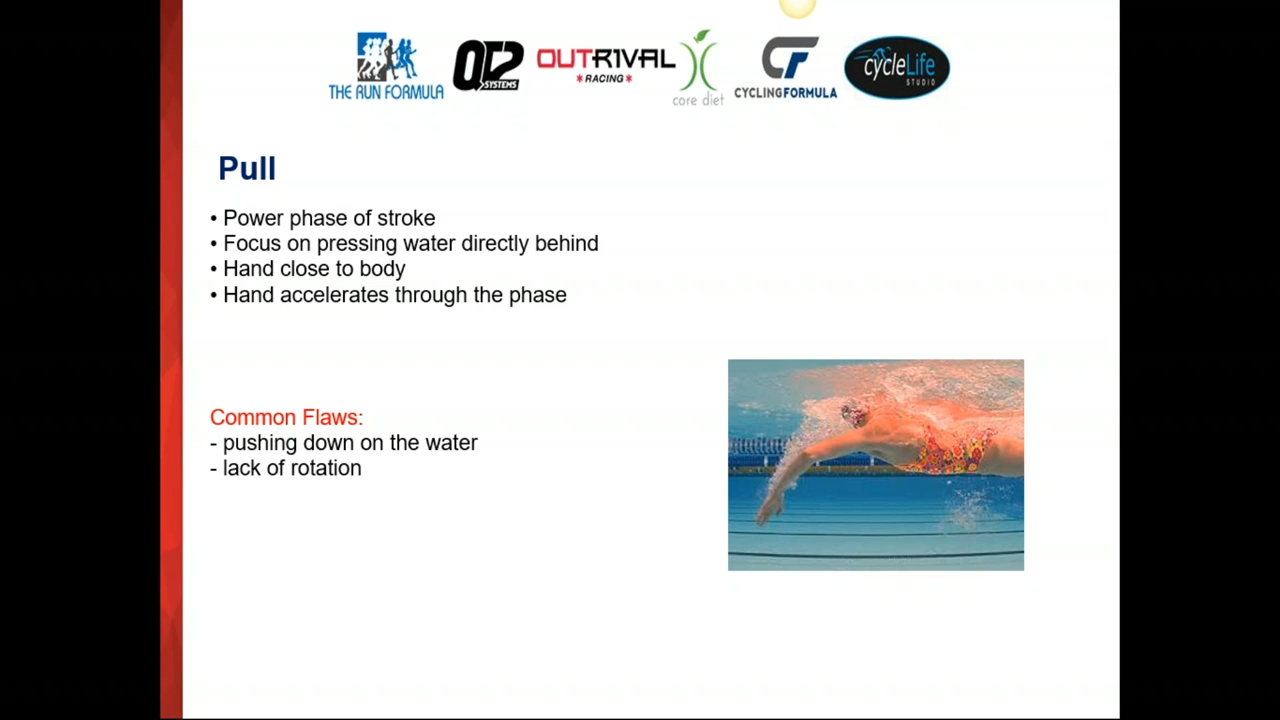 THE RUN FORMULA
QT2
SYSTEMS
OUTRIVAL
RACING
core diet
CF
CYCLINGFORMULA
cycleLife
STUDIO
Pull
• Power phase of stroke
• Focus on pressing water directly behind
• Hand close to body
• Hand accelerates through the phase
Common Flaws:
- pushing down on the water
- lack of rotation